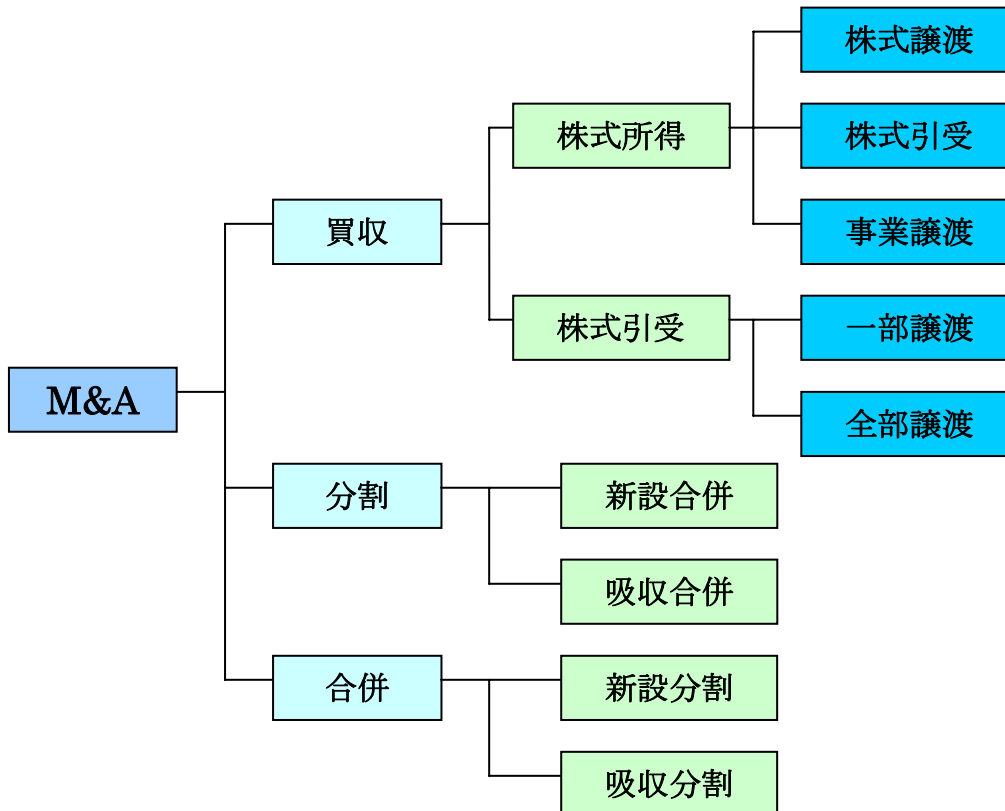 M&A
買収
株式所得
株式譲渡
株式引受
事業譲渡
株式引受
一部譲渡
全部譲渡
分割
新設合併
吸収合併
合併
新設分割
吸収分割